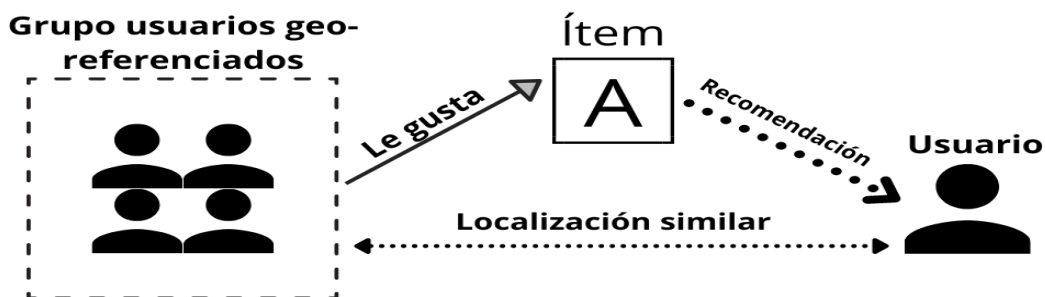 Grupo usuarios geo-
referenciados
Le gusta
Ítem
A
Recomendación
Usuario
Localización similar